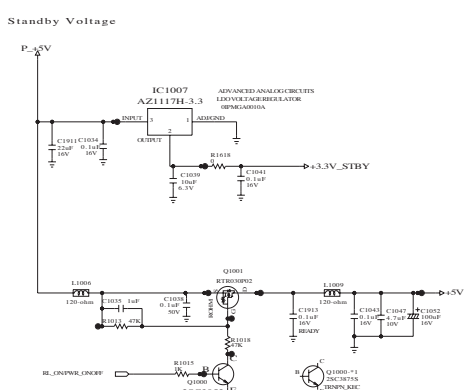 Standby Voltage
P_+5V
IC1007
AZ1117H-3.3
ADVANCED ANALOG CIRCUITS
LDO VOLTAGE REGULATOR
0IPMGA0010A
INPUT 3 1 ADJ/GND
2
OUTPUT
C1911
22uF
16V
C1034
0.1uF
16V
R1618
0
+3.3V_STBY
C1039
10uF
6.3V
C1041
0.1uF
16V
Q1001
RTR030P02
L1006
120-ohm
C1035 1uF
R1013 47K
C1038
0.1uF
50V
ROHM
S
D
G
L1009
120-ohm
+5V
C1913
0.1uF
16V
READY
C1043
0.1uF
16V
C1047
4.7uF
10V
C1052
100uF
16V
R1018
47K
RL_ON/PWR_ONOFF
R1015
1K
Q1000
B
C
B
C
Q1000-*1
2SC3875S